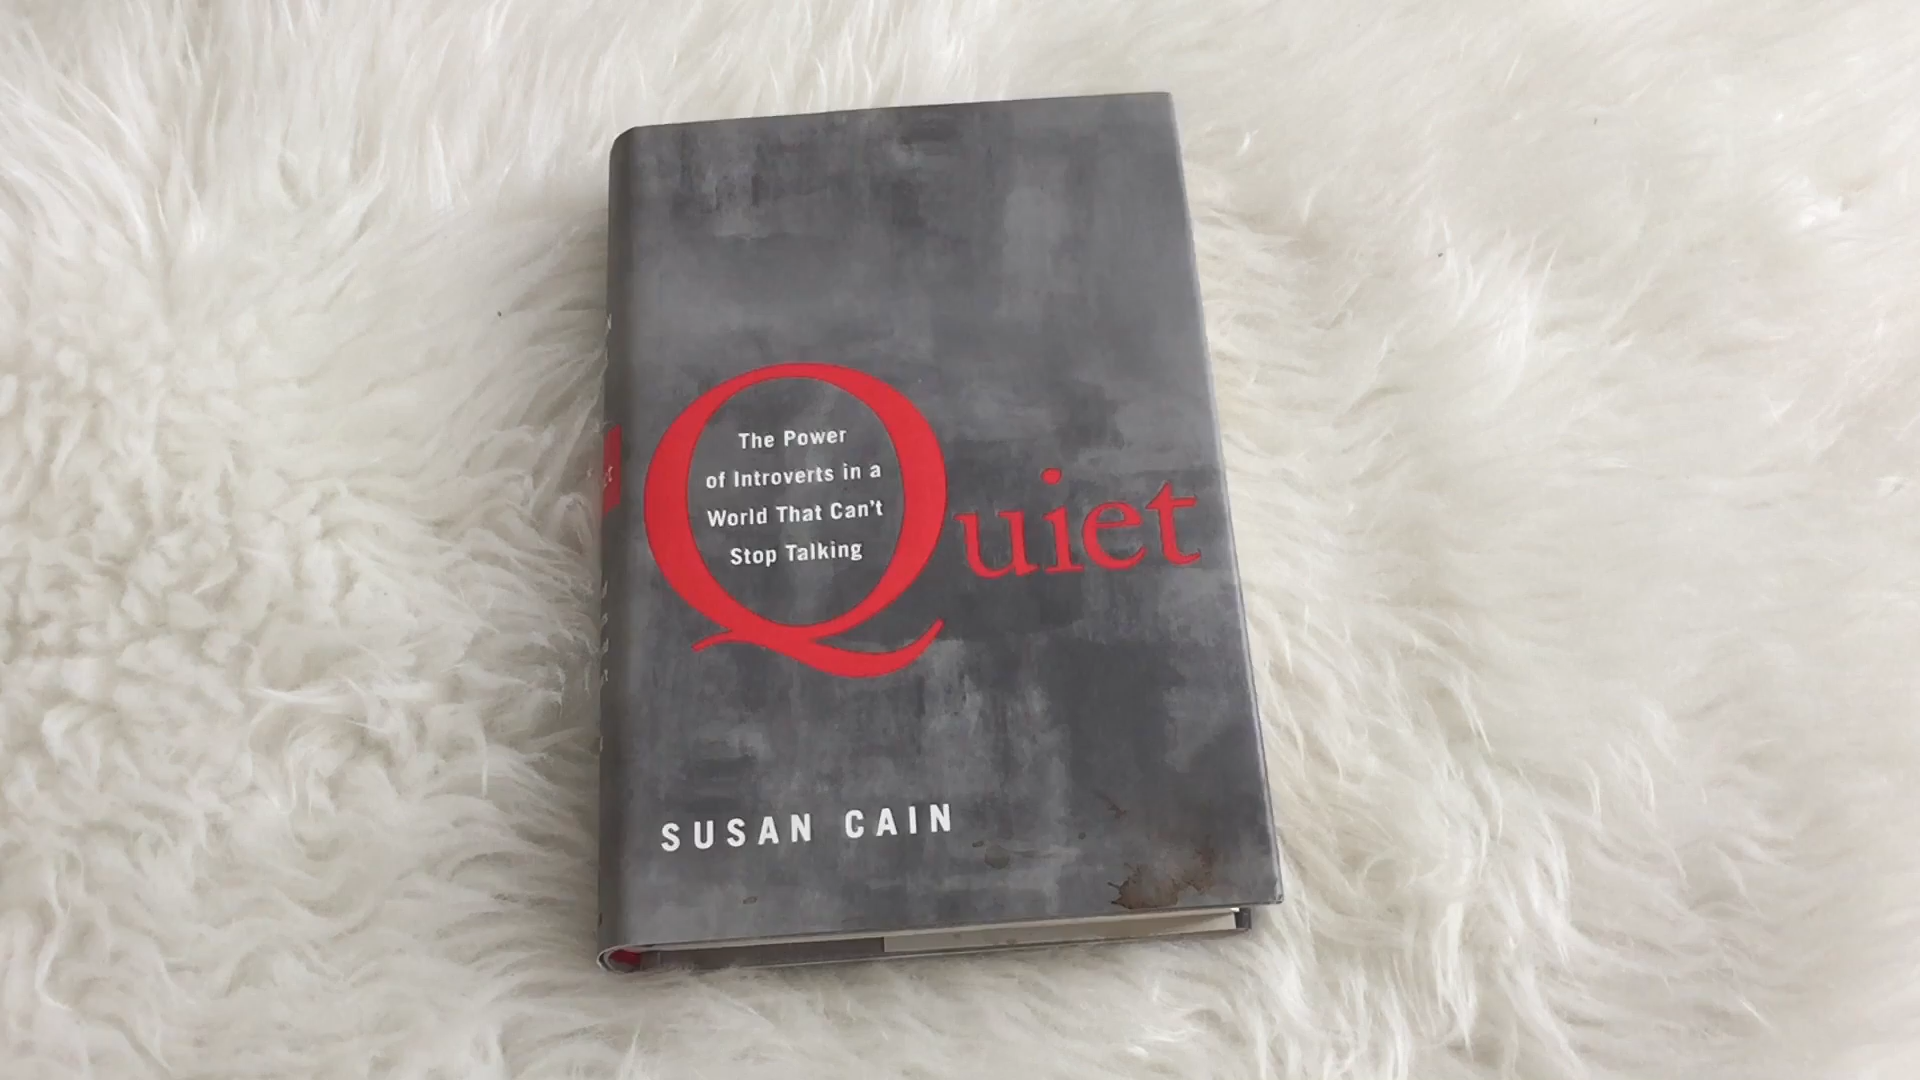 Quiet
The Power
of Introverts in a
World That Can't
Stop Talking
SUSAN CAIN